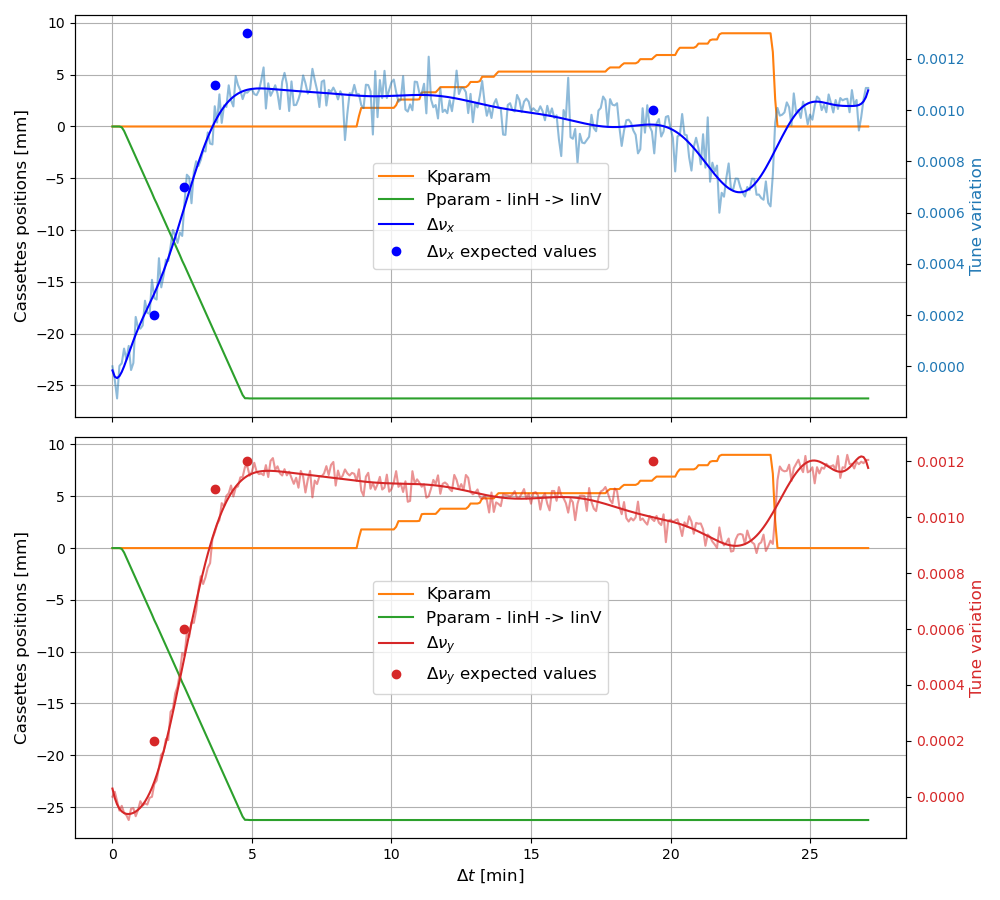 10
5
0
−5
−10
−15
−20
−25
Cassettes positions [mm]
0.0012
0.0010
0.0008
0.0006
0.0004
0.0002
0.0000
Tune variation
Kparam
Pparam - linH -> linV
Δν_x
Δν_x expected values
10
5
0
−5
−10
−15
−20
−25
Cassettes positions [mm]
0.0012
0.0010
0.0008
0.0006
0.0004
0.0002
0.0000
Tune variation
Kparam
Pparam - linH -> linV
Δν_y
Δν_y expected values
0 5 10 15 20 25
Δt [min]